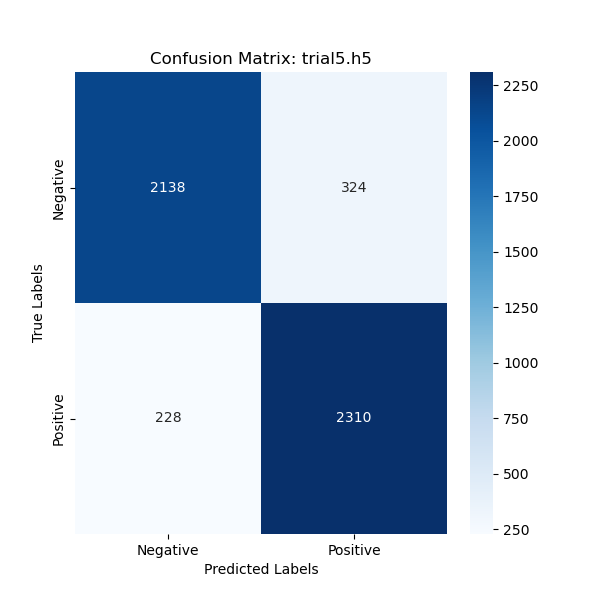 Confusion Matrix: trial5.h5
True Labels
Negative
2138
324
Positive
228
2310
Negative
Positive
Predicted Labels
2250
2000
1750
1500
1250
1000
750
500
250